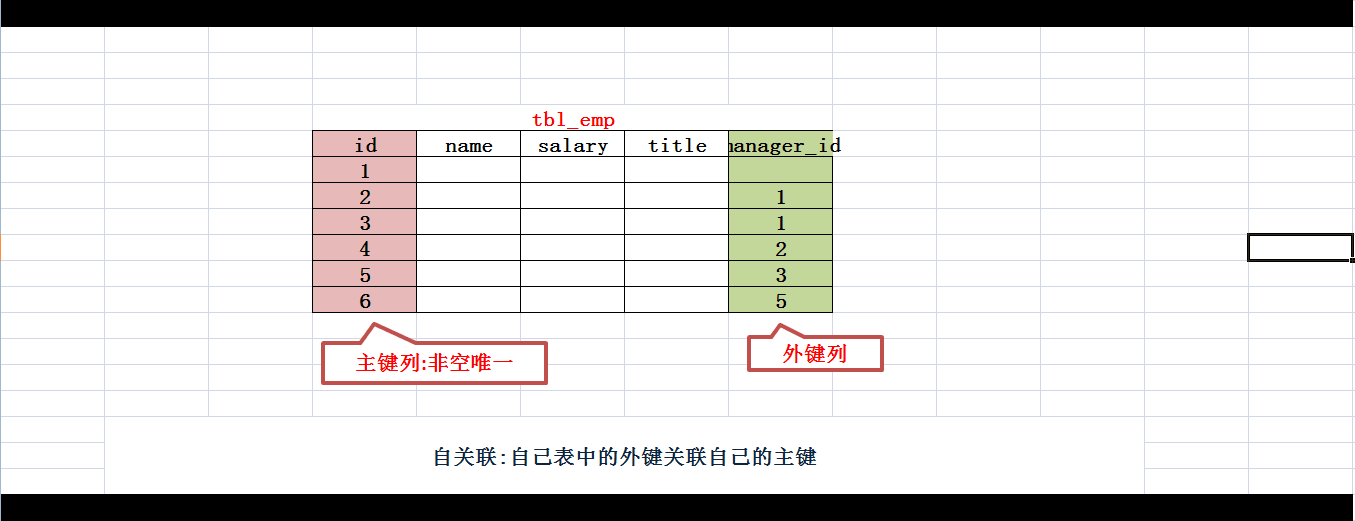 tbl_emp
id name salary title manager_id
1
2 1
3 1
4 2
5 3
6 5
主键列:非空唯一
外键列
自关联:自己表中的外键关联自己的主键